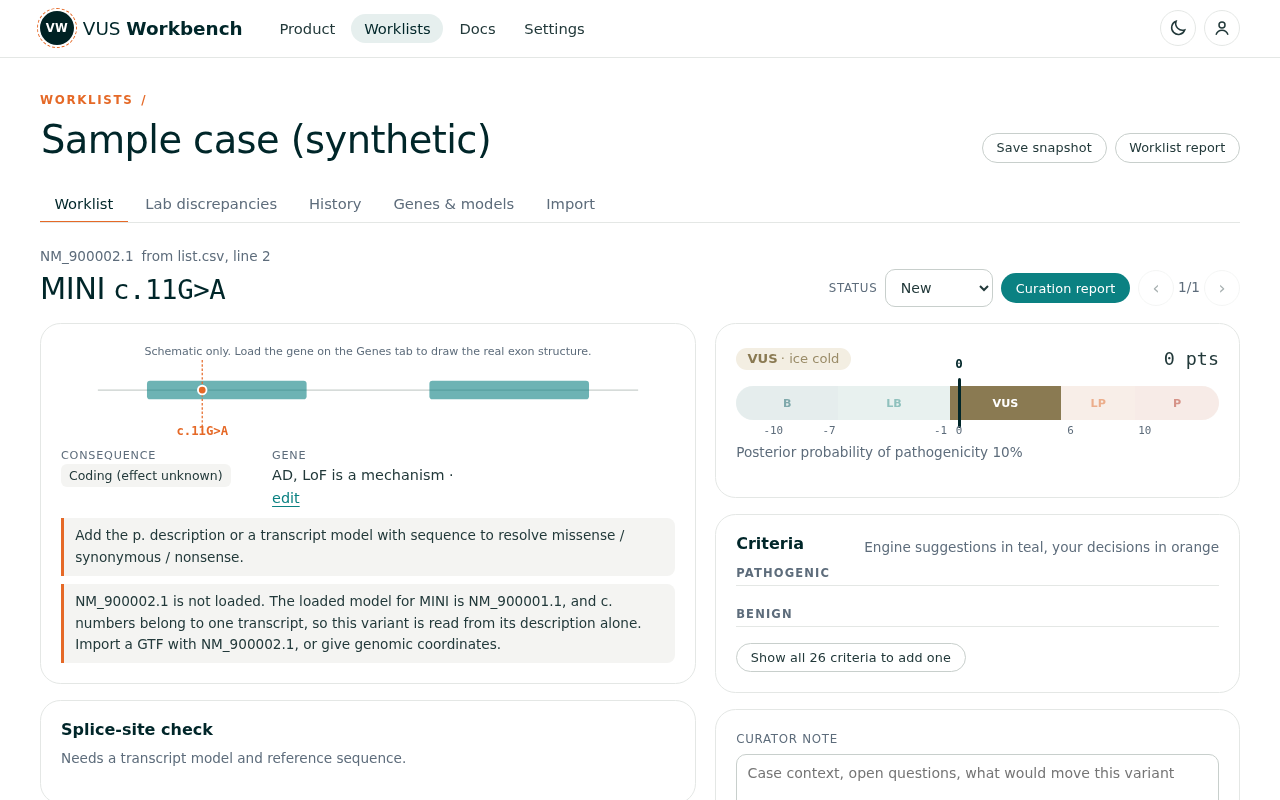 VW VUS Workbench Product Worklists Docs Settings
WORKLISTS /
Sample case (synthetic)
Save snapshot Worklist report
Worklist Lab discrepancies History Genes & models Import
NM_900002.1 from list.csv, line 2
MINI c.11G>A
STATUS New Curation report ‹ 1/1 ›
Schematic only. Load the gene on the Genes tab to draw the real exon structure.
c.11G>A
CONSEQUENCE
Coding (effect unknown)
GENE
AD, LoF is a mechanism ·
edit
Add the p. description or a transcript model with sequence to resolve missense /
synonymous / nonsense.
NM_900002.1 is not loaded. The loaded model for MINI is NM_900001.1, and c.
numbers belong to one transcript, so this variant is read from its description alone.
Import a GTF with NM_900002.1, or give genomic coordinates.
Splice-site check
Needs a transcript model and reference sequence.
VUS · ice cold 0 0 pts
B LB VUS LP P
-10 -7 -1 0 6 10
Posterior probability of pathogenicity 10%
Criteria Engine suggestions in teal, your decisions in orange
PATHOGENIC
BENIGN
Show all 26 criteria to add one
CURATOR NOTE
Case context, open questions, what would move this variant